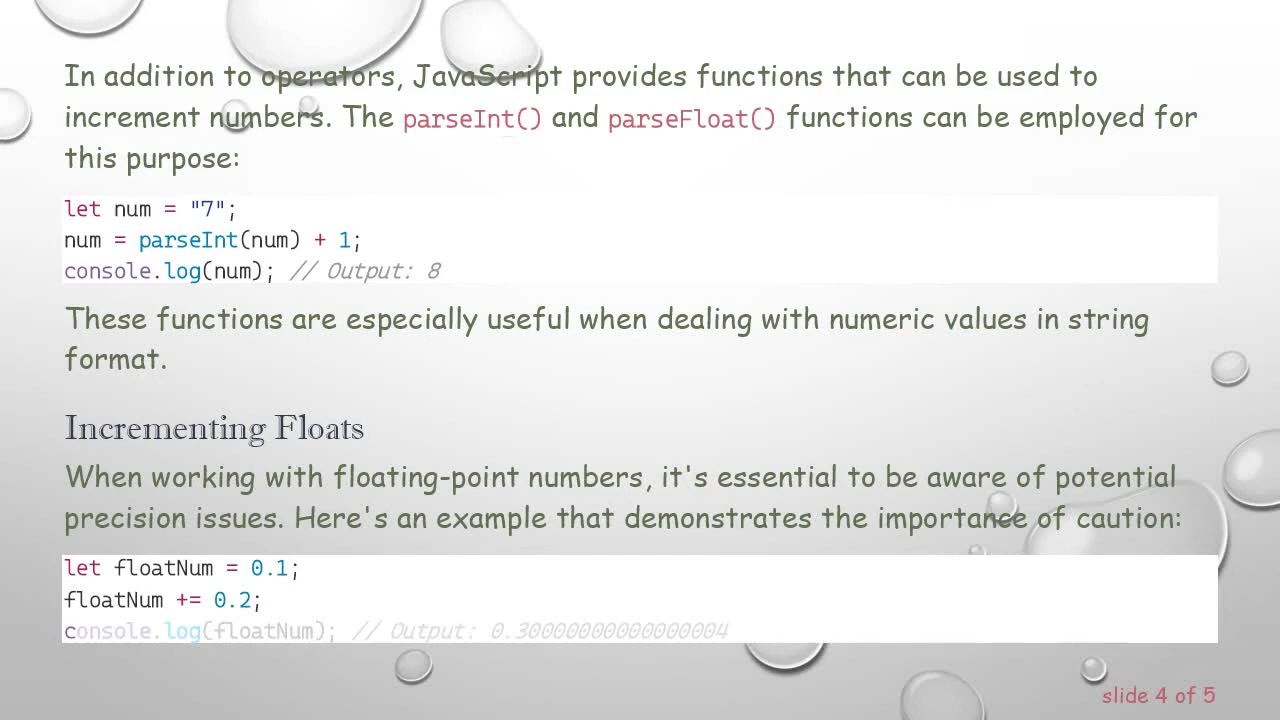 In addition to operators, JavaScript provides functions that can be used to
increment numbers. The parseInt() and parseFloat() functions can be employed for
this purpose:
let num = "7";
num = parseInt(num) + 1;
console.log(num); // Output: 8
These functions are especially useful when dealing with numeric values in string
format.
Incrementing Floats
When working with floating-point numbers, it's essential to be aware of potential
precision issues. Here's an example that demonstrates the importance of caution:
let floatNum = 0.1;
floatNum += 0.2;
console.log(floatNum); // Output: 0.30000000000000004
slide 4 of 5